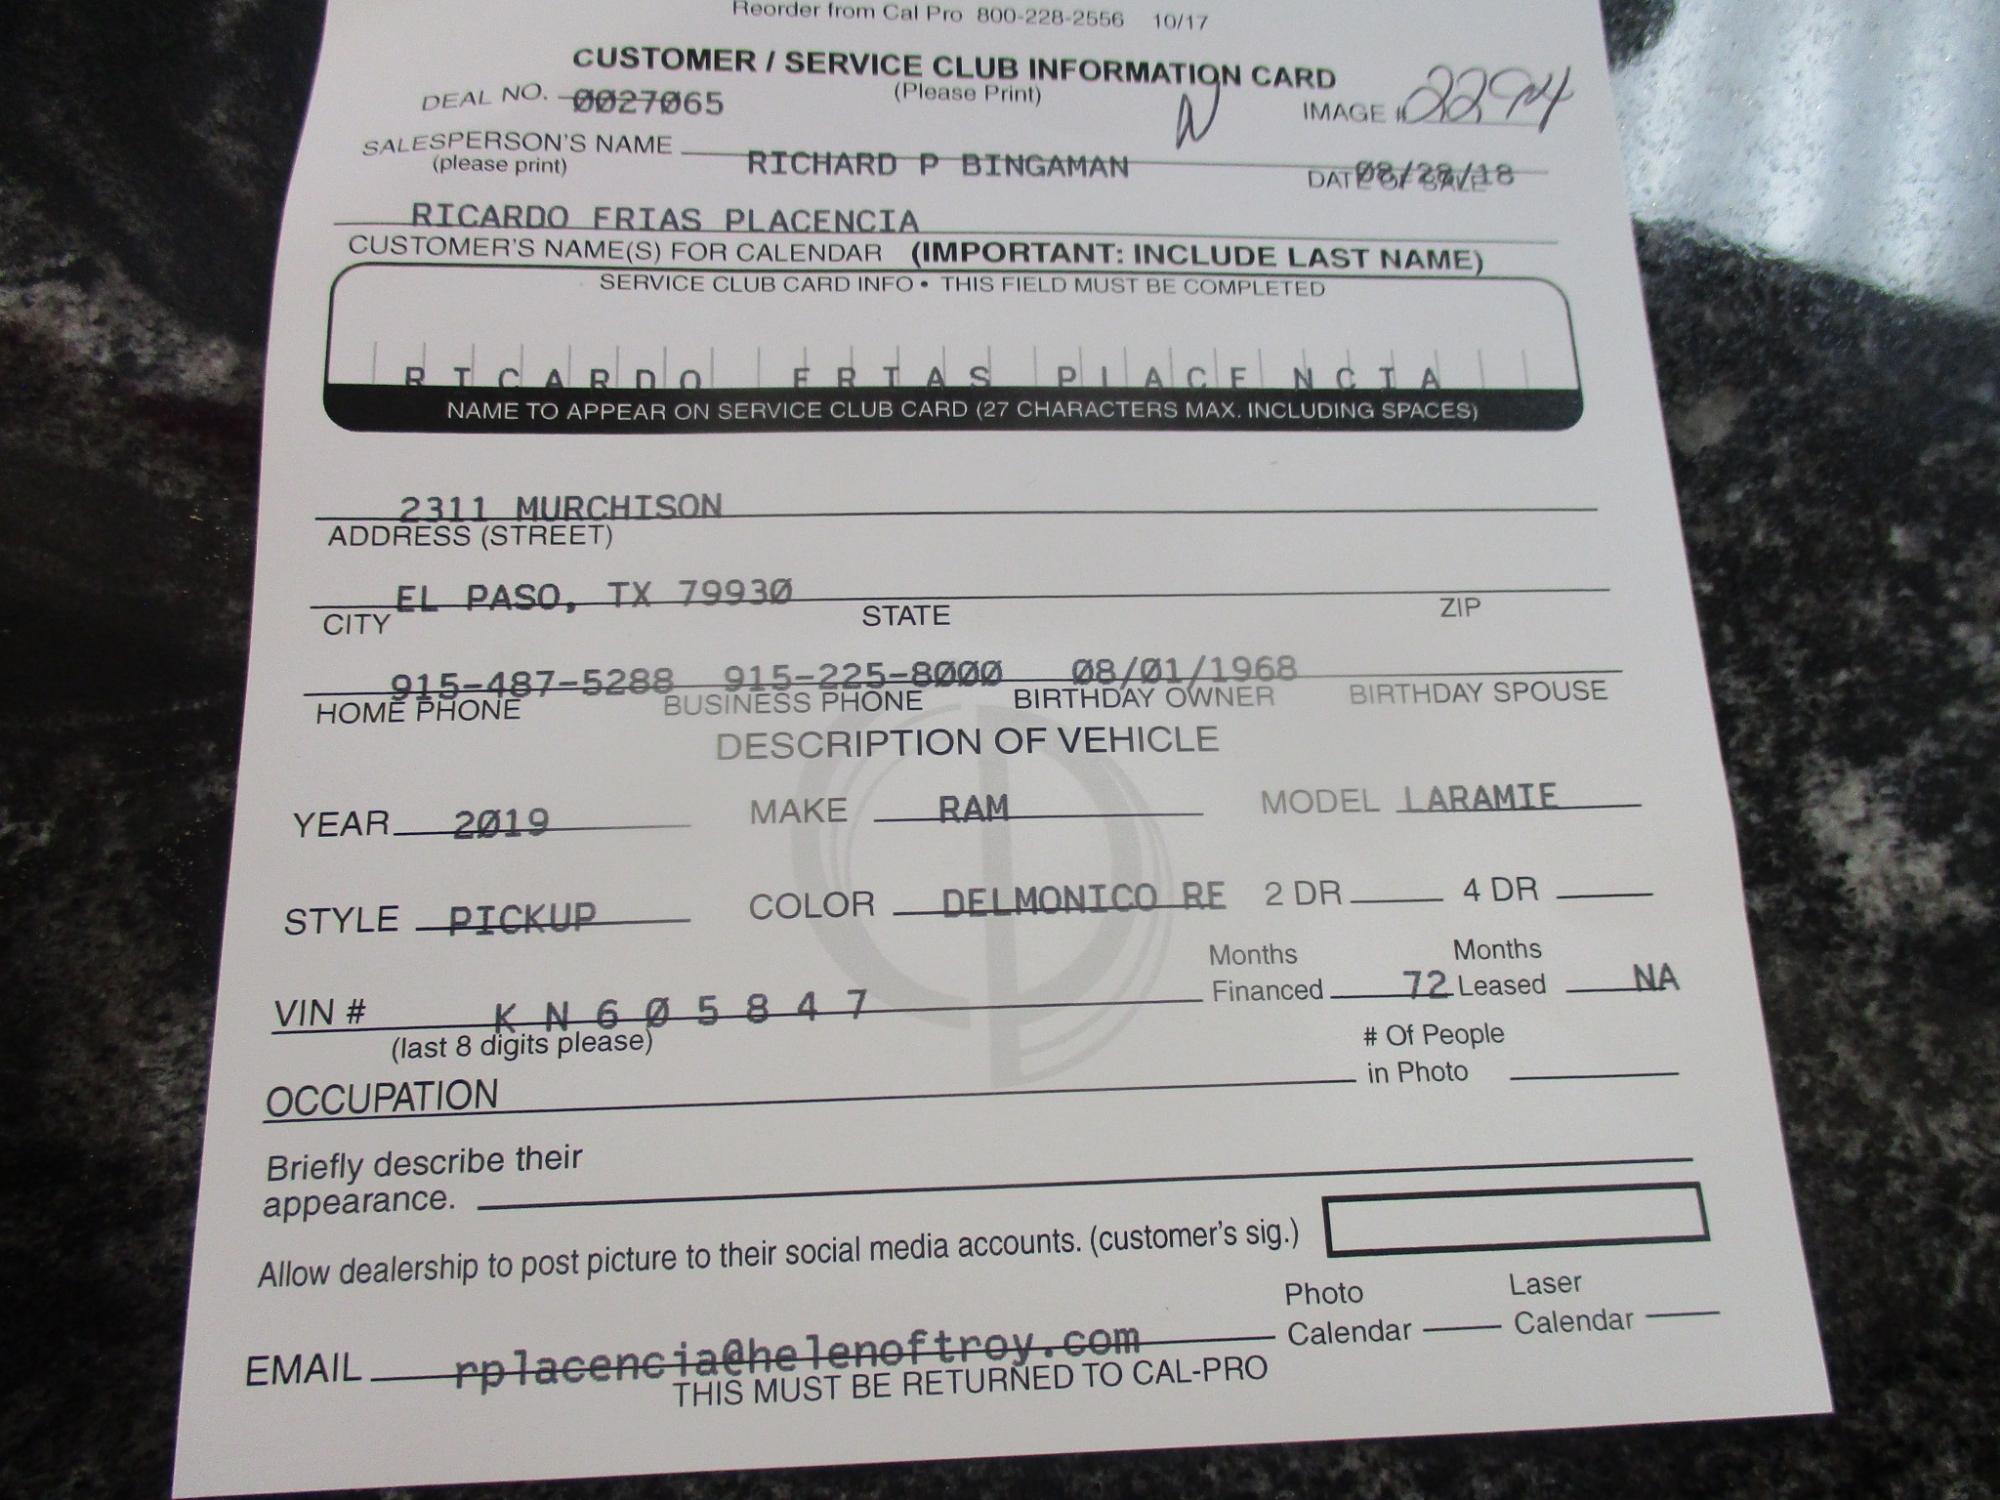 Reorder from Cal Pro 800-228-2556 10/17
CUSTOMER / SERVICE CLUB INFORMATION CARD
(Please Print)
DEAL NO. 0027065
IMAGE # 2294
SALESPERSON'S NAME RICHARD P BINGAMAN
(please print)
DATE OF SALE 08/28/18
RICARDO FRIAS PLACENCIA
CUSTOMER'S NAME(S) FOR CALENDAR (IMPORTANT: INCLUDE LAST NAME)
SERVICE CLUB CARD INFO • THIS FIELD MUST BE COMPLETED
RICARDO FRIAS PLACENCIA
NAME TO APPEAR ON SERVICE CLUB CARD (27 CHARACTERS MAX. INCLUDING SPACES)
2311 MURCHISON
ADDRESS (STREET)
EL PASO, TX 79930
CITY STATE ZIP
915-487-5288 915-225-8000 08/01/1968
HOME PHONE BUSINESS PHONE BIRTHDAY OWNER BIRTHDAY SPOUSE
DESCRIPTION OF VEHICLE
YEAR 2019 MAKE RAM MODEL LARAMIE
STYLE PICKUP COLOR DELMONICO RE 2 DR 4 DR
Months Months
VIN # K N 6 0 5 8 4 7 Financed 72 Leased NA
(last 8 digits please)
# Of People
OCCUPATION in Photo
Briefly describe their
appearance.
Allow dealership to post picture to their social media accounts. (customer's sig.)
Photo Laser
EMAIL rplacencia@helenoftroy.com Calendar Calendar
THIS MUST BE RETURNED TO CAL-PRO